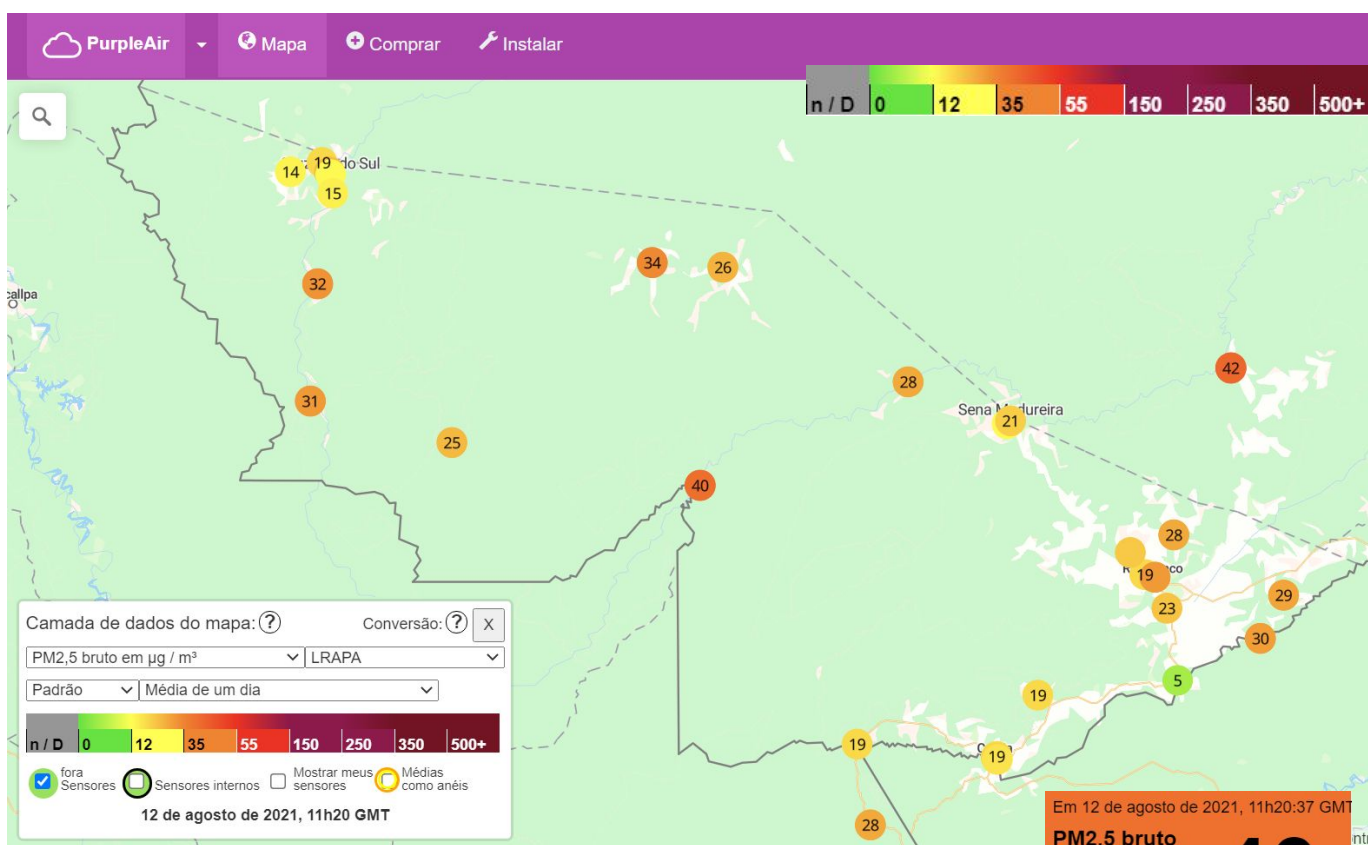 PurpleAir Mapa Comprar Instalar
n / D 0 12 35 55 150 250 350 500+
14 19 do Sul
15
34 26
32
callpa
42
28
31
Sena Madureira
21
25
40
28
19
29
23
30
5
19
19
19
28
Camada de dados do mapa: ? Conversão: ? X
PM2,5 bruto em µg / m³ LRAPA
Padrão Média de um dia
n / D 0 12 35 55 150 250 350 500+
fora
Sensores
Sensores internos
Mostrar meus
sensores
Médias
como anéis
12 de agosto de 2021, 11h20 GMT
Em 12 de agosto de 2021, 11h20:37 GMT
PM2,5 bruto